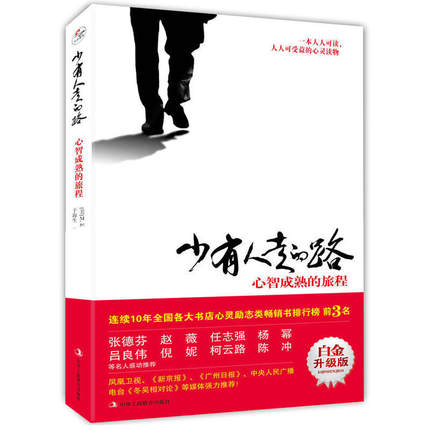 一本人人可读，
人人可受益的心灵读物
少有人走的路
心智成熟的旅程
少有人走的路
心智成熟的旅程
连续10年全国各大书店心灵励志类畅销书排行榜 前3名
张德芬 赵薇 任志强 杨幂
吕良伟 倪妮 柯云路 陈冲
等名人感动推荐
凤凰卫视、《新京报》、《广州日报》、中央人民广播
电台《冬吴相对论》等媒体强力推荐！
白金
升级版